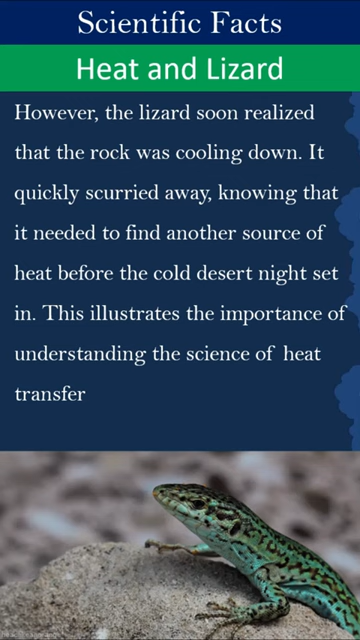 Scientific Facts
Heat and Lizard
However, the lizard soon realized
that the rock was cooling down. It
quickly scurried away, knowing that
it needed to find another source of
heat before the cold desert night set
in. This illustrates the importance of
understanding the science of heat
transfer